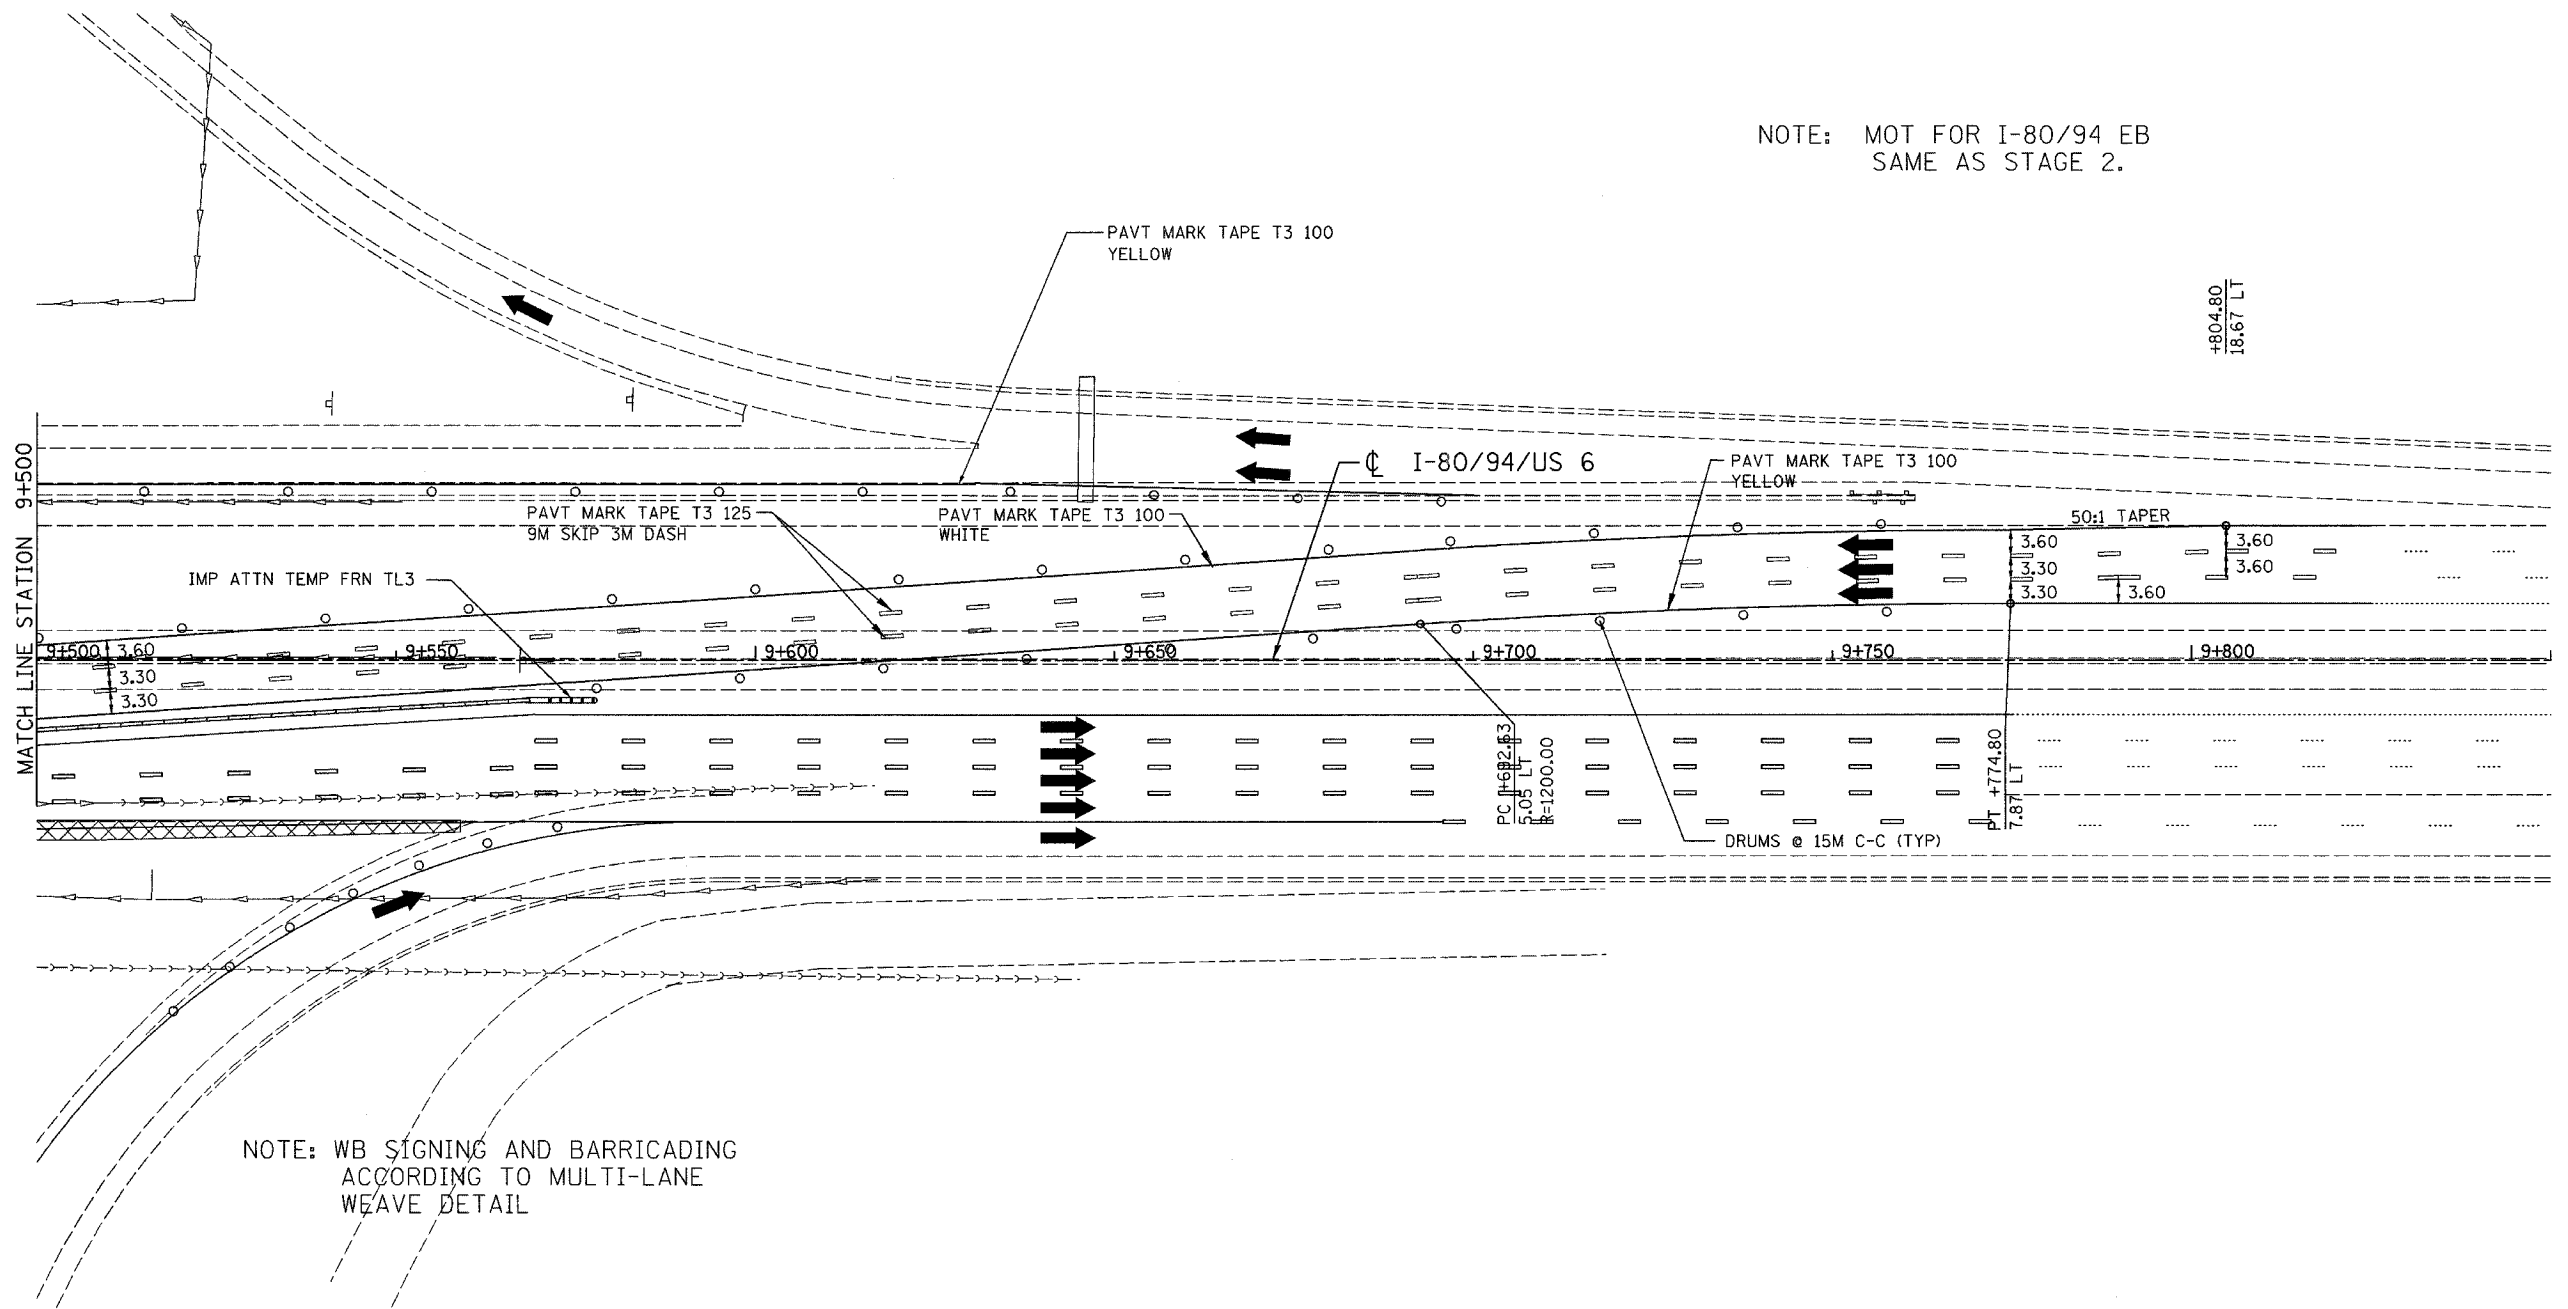 NOTE: MOT FOR I-80/94 EB
SAME AS STAGE 2.
PAVT MARK TAPE T3 100
YELLOW
+804.80
18.67 LT
MATCH LINE STATION 9+500
℄ I-80/94/US 6
PAVT MARK TAPE T3 100
YELLOW
PAVT MARK TAPE T3 125
9M SKIP 3M DASH
PAVT MARK TAPE T3 100
WHITE
50:1 TAPER
IMP ATTN TEMP FRN TL3
3.60
3.30
3.30
3.60
3.60
3.60
9+500
9+550
9+600
9+650
9+700
9+750
9+800
3.60
3.30
3.30
PC +692.63
5.05 LT
R=1200.00
PT +774.80
7.87 LT
DRUMS @ 15M C-C (TYP)
NOTE: WB SIGNING AND BARRICADING
ACCORDING TO MULTI-LANE
WEAVE DETAIL